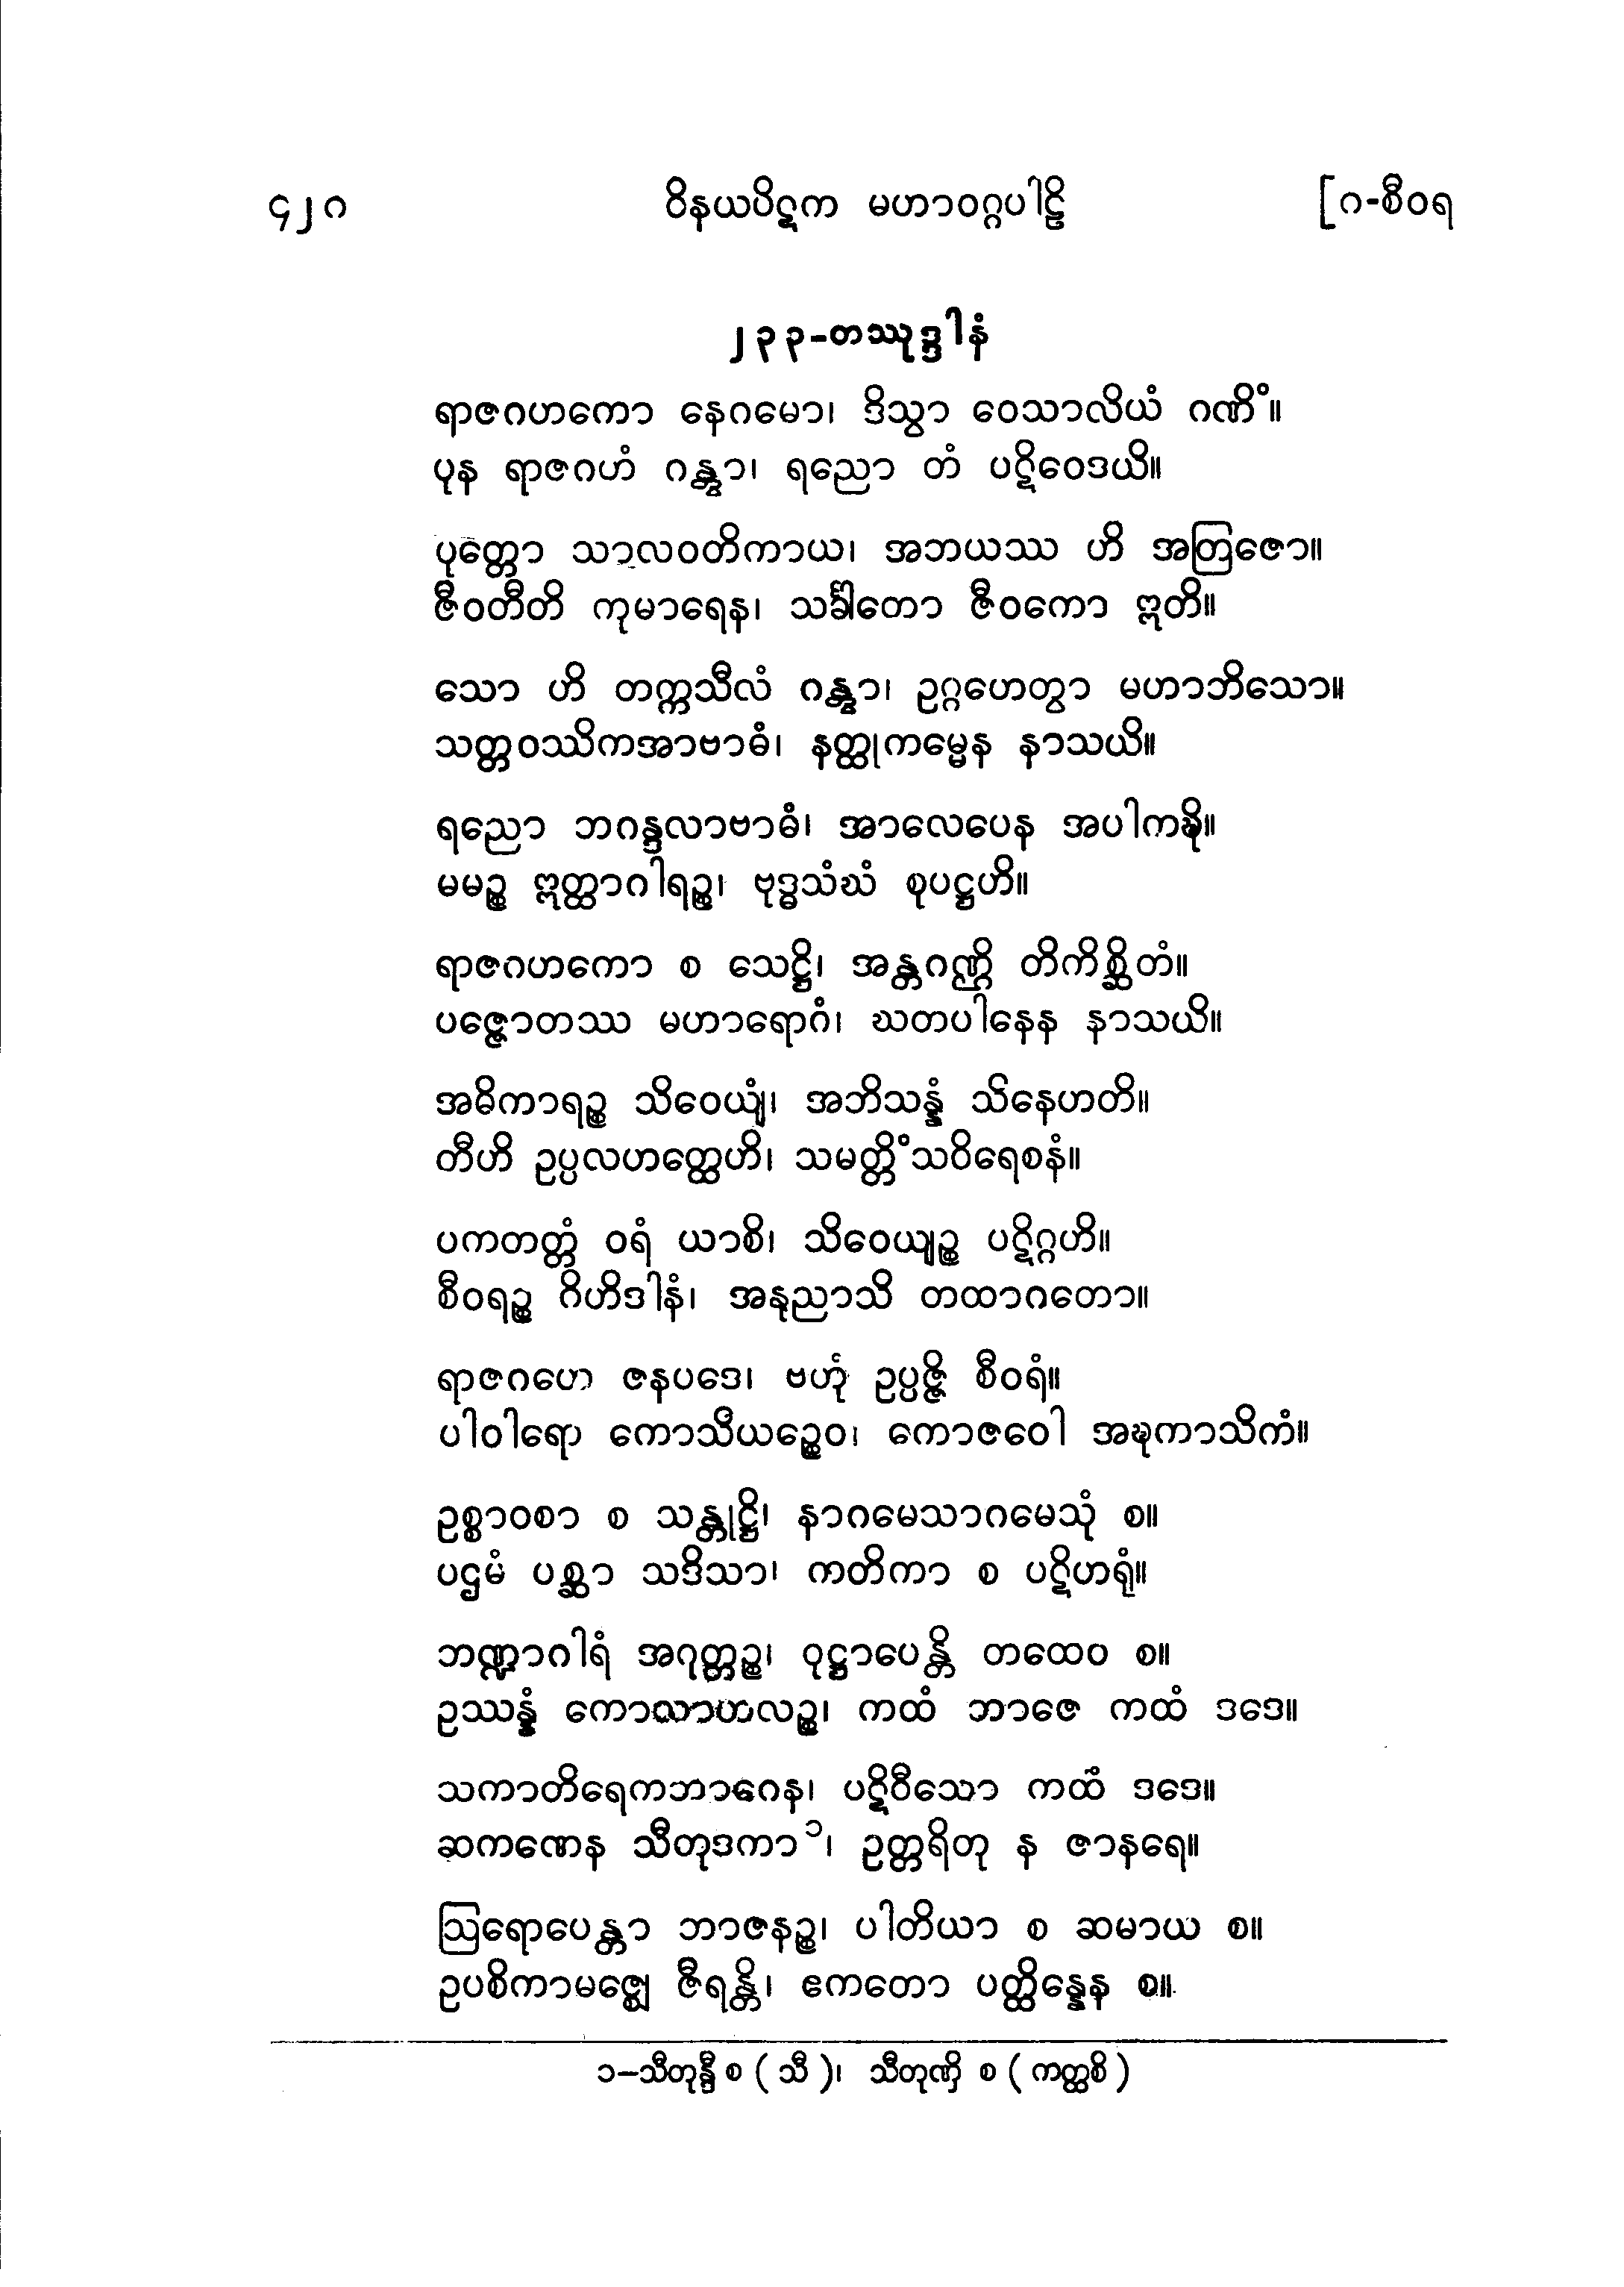 ၄၂၈ ဝိနယပိဋက မဟာဝဂ္ဂပါဠိ [၈-စီဝရ
၂၃၃-တဿုဒ္ဒါနံ
ရာဇဂဟကော နေဂမော၊ ဒိသွာ ဝေသာလိယံ ဂဏိံ။
ပုန ရာဇဂဟံ ဂန္တွာ၊ ရညော တံ ပဋိဝေဒယိ။
ပုတ္တော သာလဝတိကာယ၊ အဘယဿ ဟိ အတြဇော။
ဇီဝတီတိ ကုမာရေန၊ သင်္ခါတော ဇီဝကော ဣတိ။
သော ဟိ တက္ကသီလံ ဂန္တွာ၊ ဥဂ္ဂဟေတွာ မဟာဘိသော။
သတ္တဝဿိကအာဗာဓံ၊ နတ္ထုကမ္မေန နာသယိ။
ရညော ဘဂန္ဒလာဗာဓံ၊ အာလေပေန အပါကဍ္ဎိ။
မမဉ္စ ဣတ္ထာဂါရဉ္စ၊ ဗုဒ္ဓသံဃံ စုပဋ္ဌဟိ။
ရာဇဂဟကော စ သေဋ္ဌိ၊ အန္တဂဏ္ဌိ တိကိစ္ဆိတံ။
ပဇ္ဇောတဿ မဟာရောဂံ၊ ဃတပါနေန နာသယိ။
အဓိကာရဉ္စ သိဝေယျံ၊ အဘိသန္နံ သိနေဟတိ။
တီဟိ ဥပ္ပလဟတ္ထေဟိ၊ သမတ္တိံသဝိရေစနံ။
ပကတတ္တံ ဝရံ ယာစိ၊ သိဝေယျဉ္စ ပဋိဂ္ဂဟိ။
စီဝရဉ္စ ဂိဟိဒါနံ၊ အနုညာသိ တထာဂတော။
ရာဇဂဟေ ဇနပဒေ၊ ဗဟုံ ဥပ္ပဇ္ဇိ စီဝရံ။
ပါဝါရော ကောသိယဉ္စေဝ၊ ကောဇဝေါ အဍ္ဎကာသိကံ။
ဥစ္စာဝစာ စ သန္တုဋ္ဌိ၊ နာဂမေသာဂမေသုံ စ။
ပဌမံ ပစ္ဆာ သဒိသာ၊ ကတိကာ စ ပဋိဟရုံ။
ဘဏ္ဍာဂါရံ အဂုတ္တဉ္စ၊ ဝုဋ္ဌာပေန္တိ တထေဝ စ။
ဥဿန္နံ ကောလာဟလဉ္စ၊ ကထံ ဘာဇေ ကထံ ဒဒေ။
သကာတိရေကဘာဂေန၊ ပဋိဝီသော ကထံ ဒဒေ။
ဆကဏေန သီတုဒကာ၁၊ ဥတ္တရိတု န ဇာနရေ။
ဩရောပေန္တာ ဘာဇနဉ္စ၊ ပါတိယာ စ ဆမာယ စ။
ဥပစိကာမဇ္ဈေ ဇီရန္တိ၊ ဧကတော ပတ္ထိန္နေန စ။
၁–သီတုန္ဒီ စ (သီ)၊ သီတုဏှိ စ (ကတ္ထစိ)